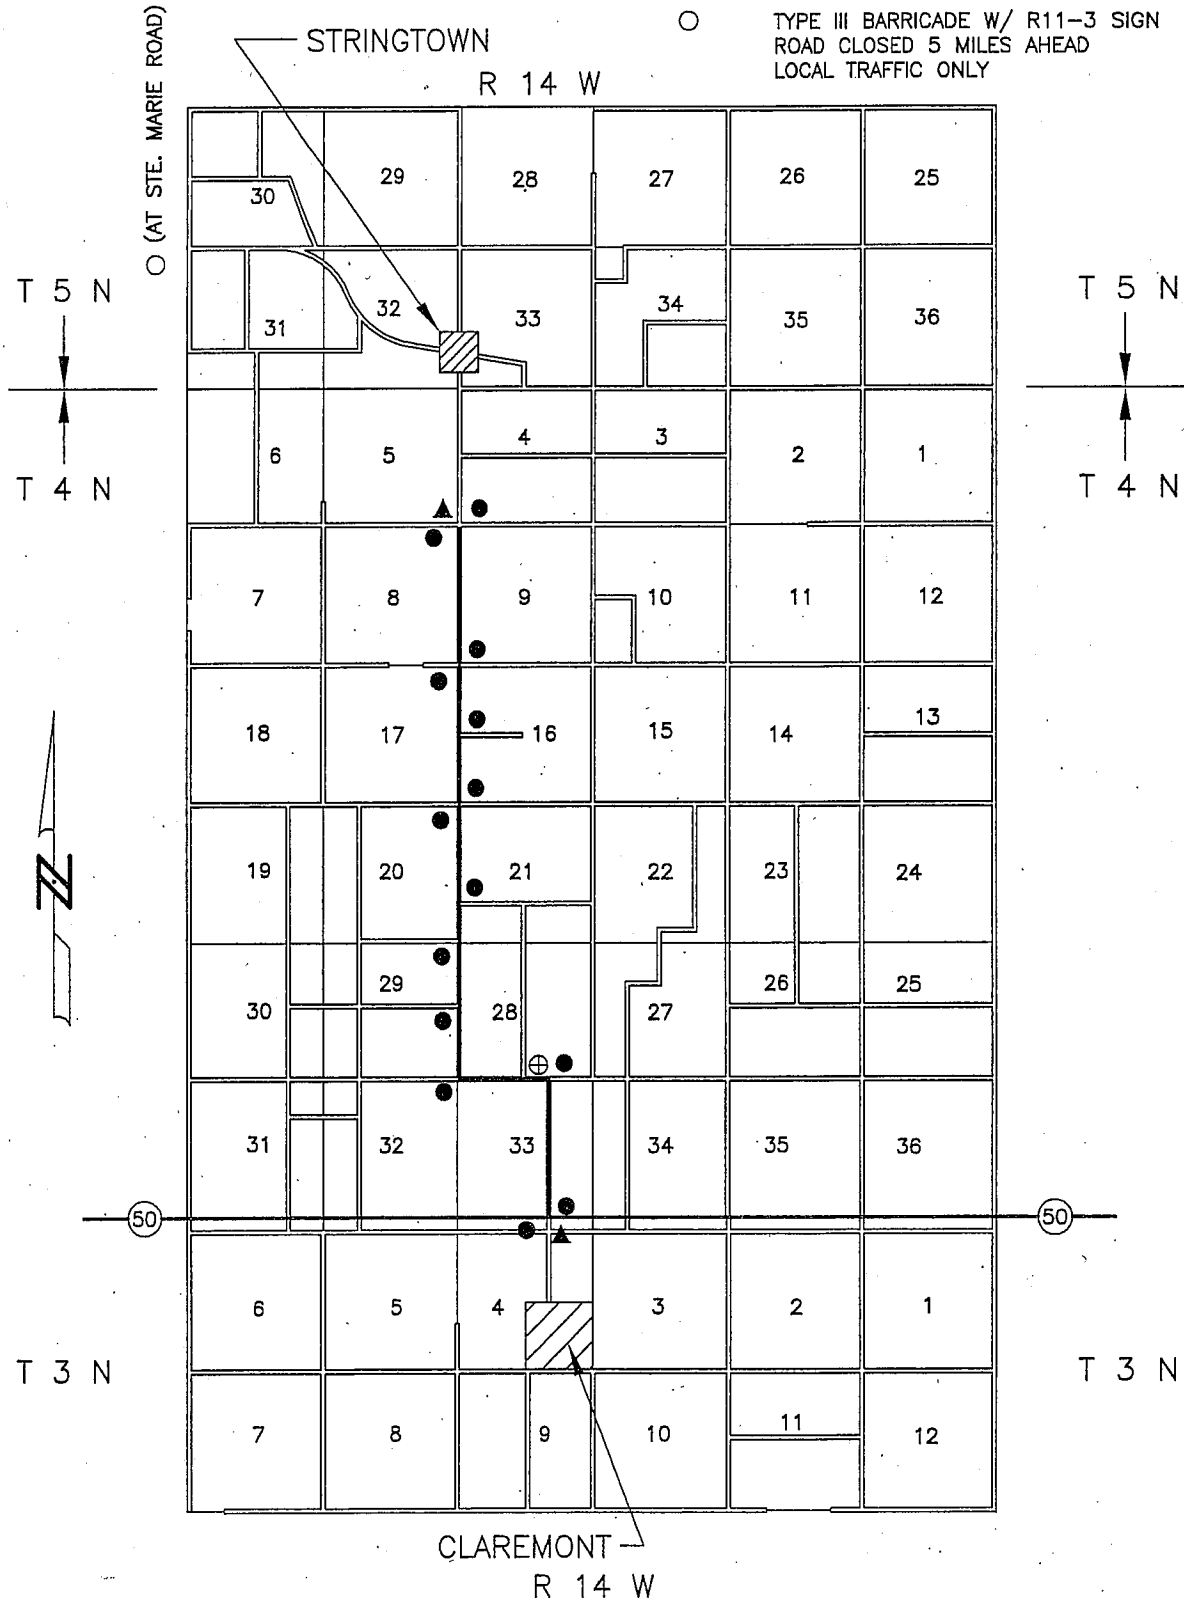 TYPE III BARRICADE W/ R11-3 SIGN
ROAD CLOSED 5 MILES AHEAD
LOCAL TRAFFIC ONLY
STRINGTOWN
R 14 W
(AT STE. MARIE ROAD)
30 29 28 27 26 25
T 5 N
T 5 N
31 32 33 34 35 36
6 5 4 3 2 1
T 4 N
T 4 N
7 8 9 10 11 12
18 17 16 15 14 13
N
19 20 21 22 23 24
30 29 28 27 26 25
31 32 33 34 35 36
50
50
6 5 4 3 2 1
T 3 N
T 3 N
7 8 9 10 11 12
CLAREMONT
R 14 W